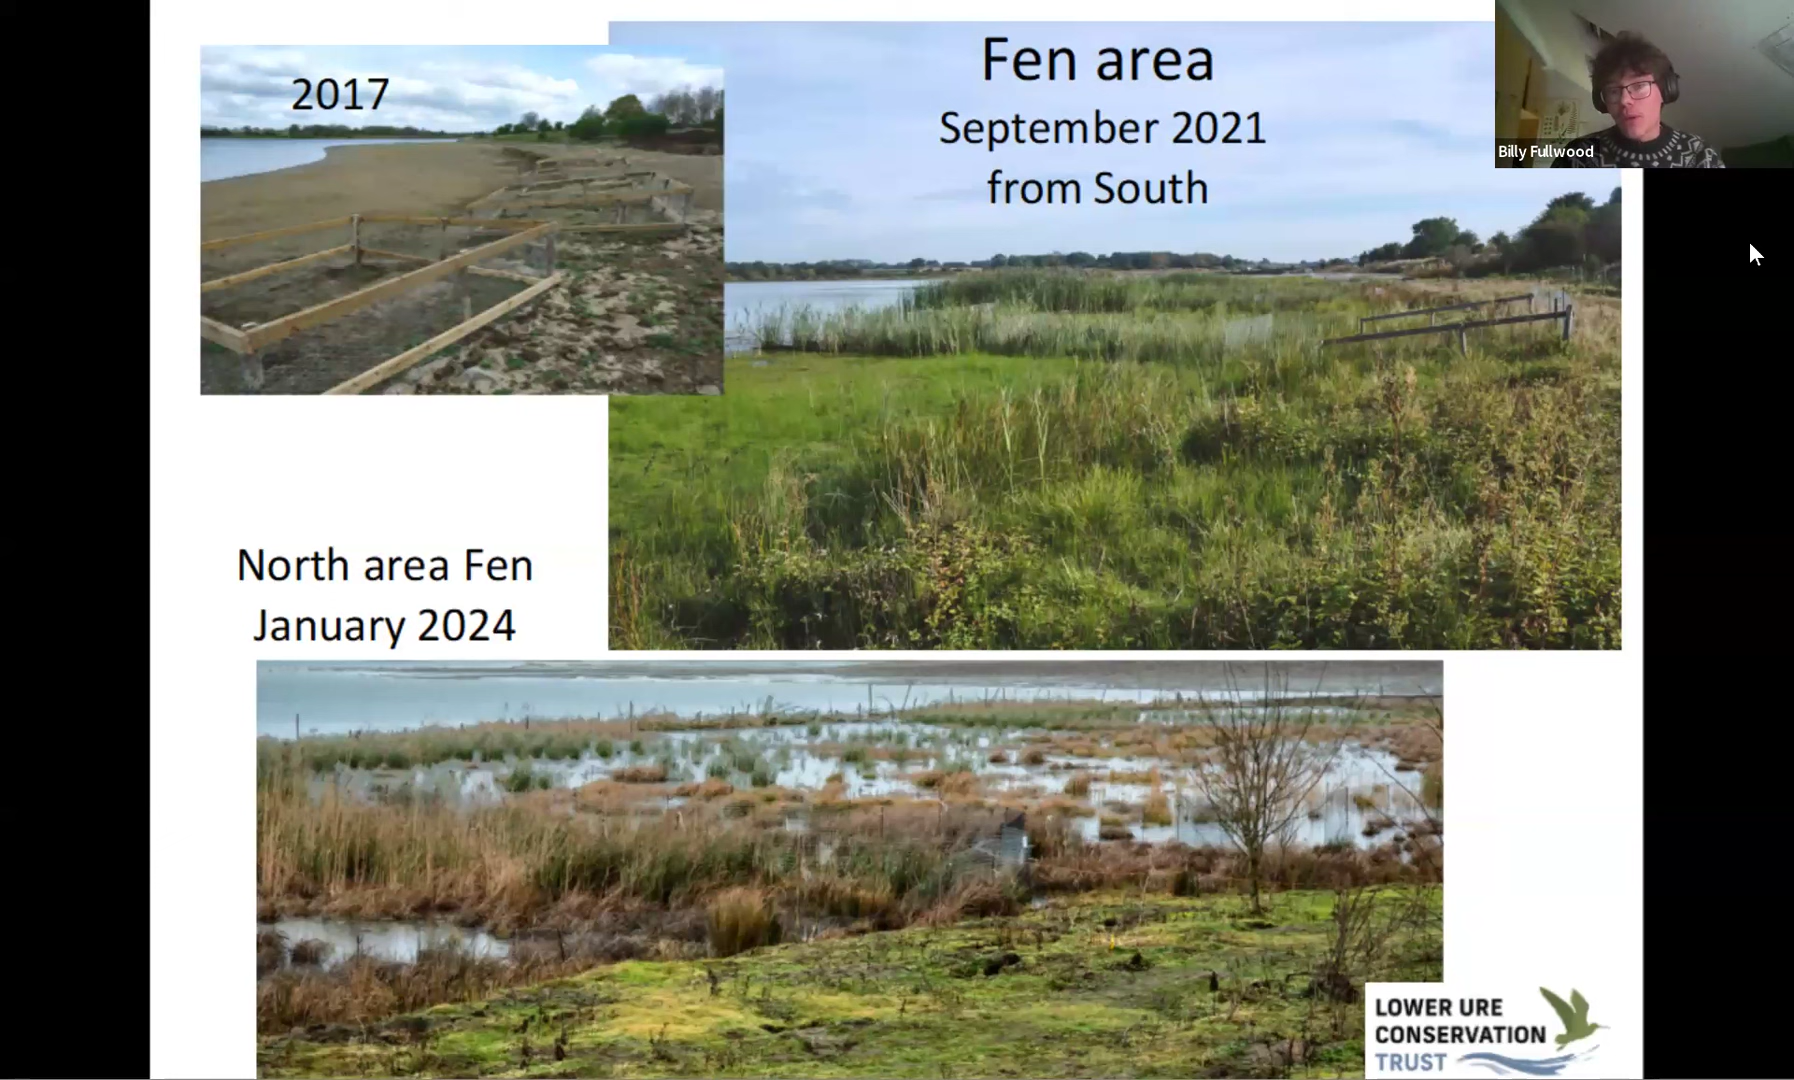 2017
Fen area
September 2021
from South
Billy Fullwood
North area Fen
January 2024
LOWER URE
CONSERVATION
TRUST